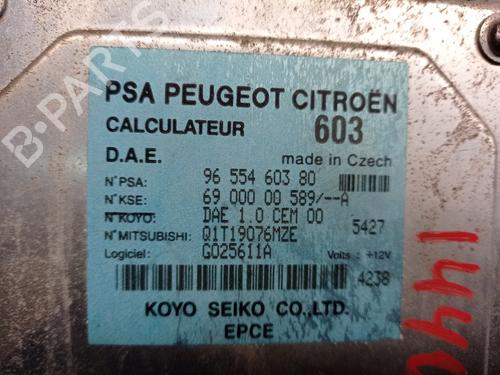 PSA PEUGEOT CITROËN
CALCULATEUR 603
D.A.E. made in Czech
N° PSA: 96 554 603 80
N° KSE: 69 000 00 589/--A
N° KOYO: DAE 1.0 CEM 00
5427
N° MITSUBISHI: Q1T19076MZE
Logiciel: G025611A Volts : +12V
4238
KOYO SEIKO CO.,LTD.
EPCE
B-PARTS